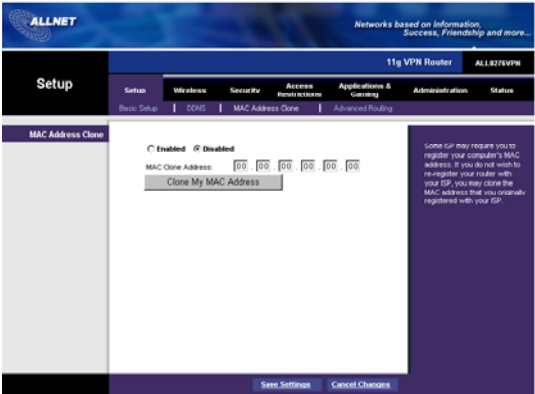 ALLNET
Networks based on Information,
Success, Friendship and more...
11g VPN Router
ALL0276VPN
Setup
Setup Wireless Security Access Restrictions Applications & Gaming Administration Status
Basic Setup | DDNS | MAC Address Clone | Advanced Routing
MAC Address Clone
Enabled Disabled
MAC Clone Address: 00 . 00 . 00 . 00 . 00 . 00
Clone My MAC Address
Some ISP may require you to
register your computer's MAC
address. If you do not wish to
re-register your router with
your ISP, you may clone the
MAC address that you originally
registered with your ISP.
Save Settings Cancel Changes